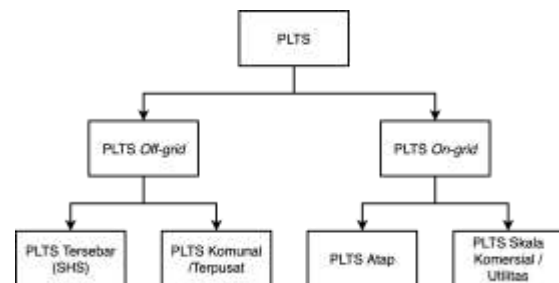 PLTS
PLTS Off-grid
PLTS On-grid
PLTS Tersebar
(SHS)
PLTS Komunal
/Terpusat
PLTS Atap
PLTS Skala
Komersial /
Utilitas